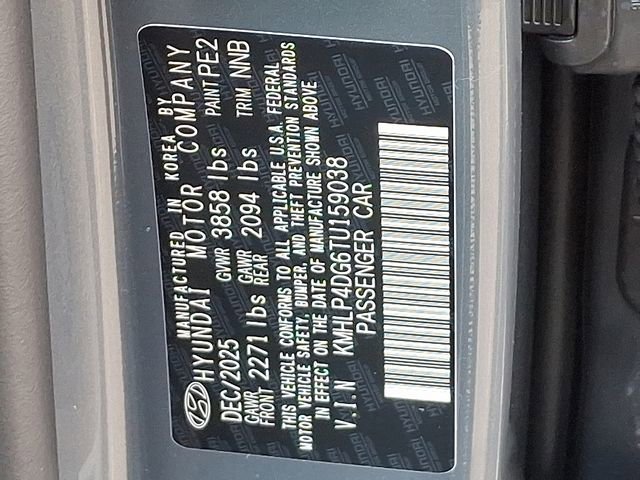 MANUFACTURED IN KOREA BY
HYUNDAI MOTOR COMPANY
DEC/2025 GVWR 3858 lbs PAINT PE2
GAWR FRONT 2271 lbs GAWR REAR 2094 lbs TRIM NNB
THIS VEHICLE CONFORMS TO ALL APPLICABLE U.S.A. FEDERAL
MOTOR VEHICLE SAFETY, BUMPER, AND THEFT PREVENTION STANDARDS
IN EFFECT ON THE DATE OF MANUFACTURE SHOWN ABOVE
V.I.N KMHLP4DG6TU159038
PASSENGER CAR